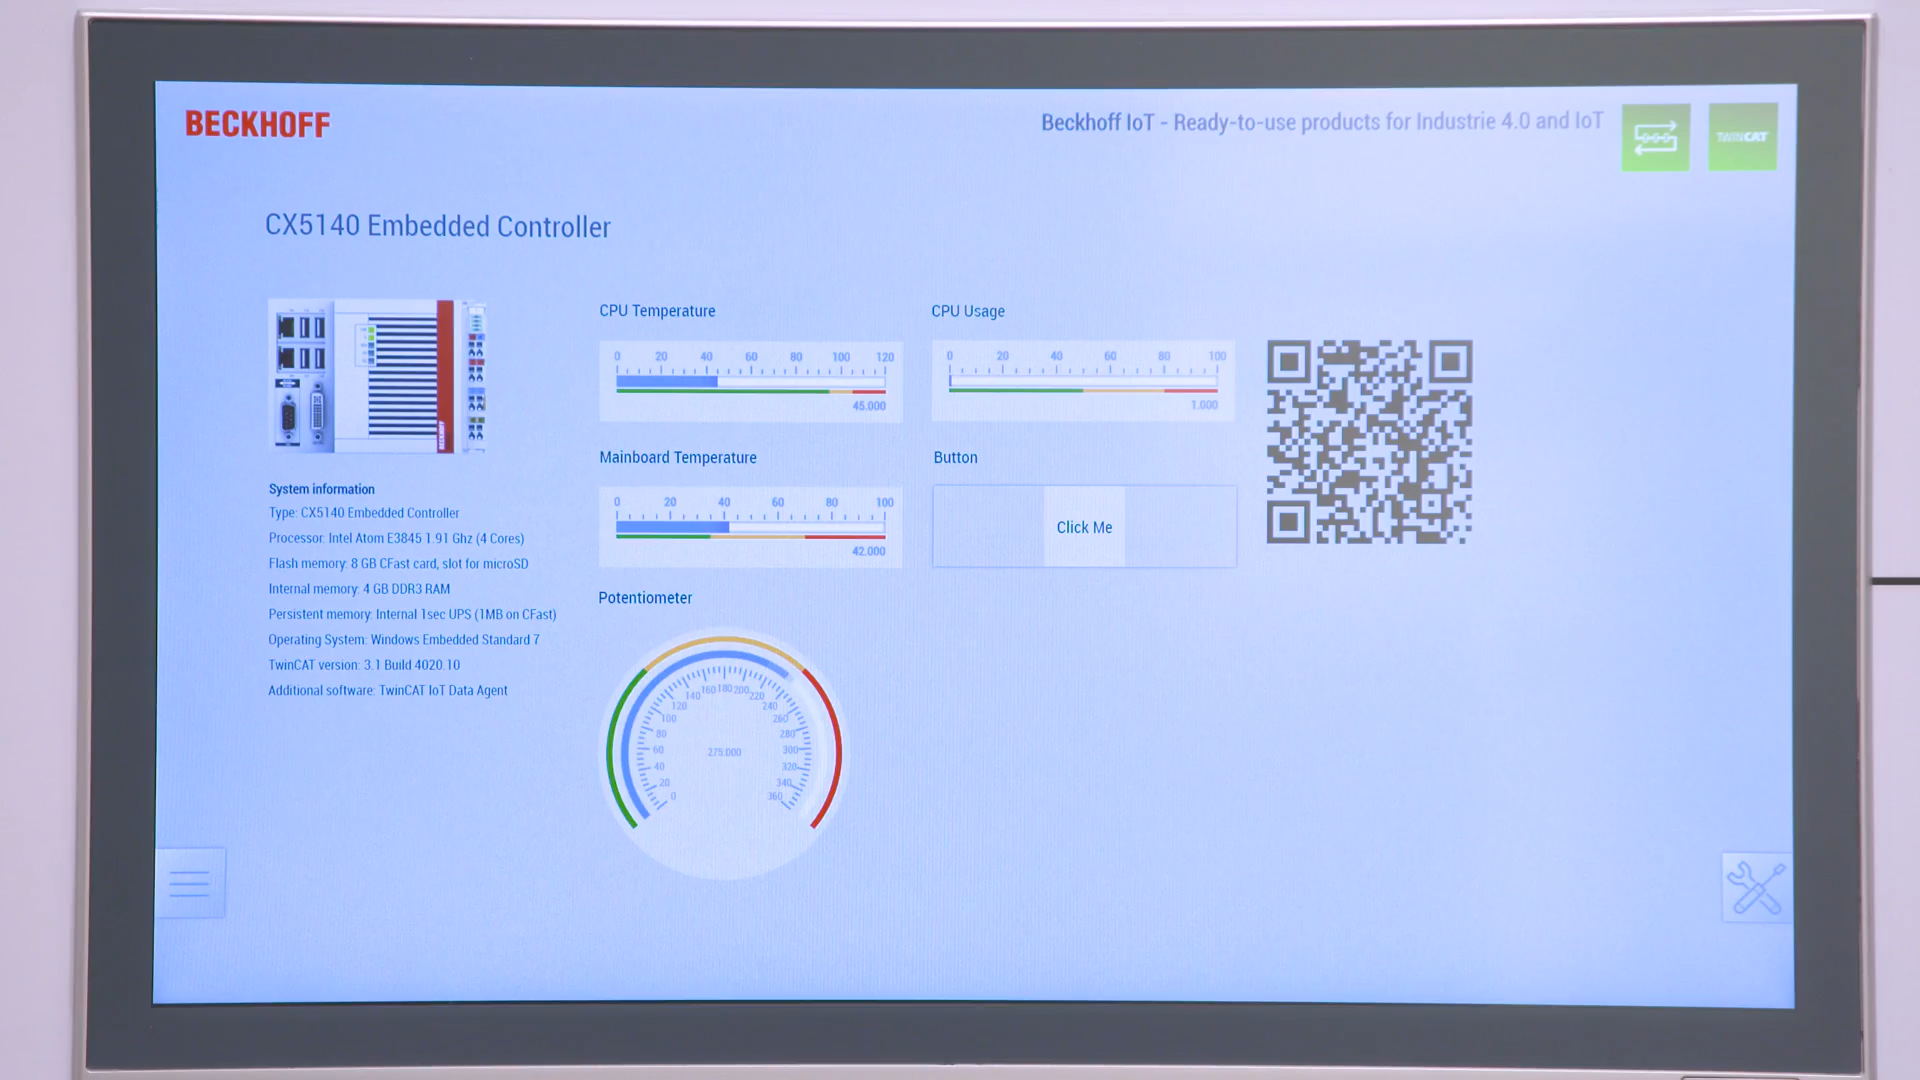 BECKHOFF
Beckhoff IoT - Ready-to-use products for Industrie 4.0 and IoT
TWINCAT
CX5140 Embedded Controller
CPU Temperature
0 20 40 60 80 100 120
45.000
CPU Usage
0 20 40 60 80 100
1.000
Mainboard Temperature
0 20 40 60 80 100
42.000
Button
Click Me
BECKHOFF
System information
Type: CX5140 Embedded Controller
Processor: Intel Atom E3845 1.91 Ghz (4 Cores)
Flash memory: 8 GB CFast card, slot for microSD
Internal memory: 4 GB DDR3 RAM
Persistent memory: Internal 1sec UPS (1MB on CFast)
Operating System: Windows Embedded Standard 7
TwinCAT version: 3.1 Build 4020.10
Additional software: TwinCAT IoT Data Agent
Potentiometer
0 20 40 60 80 100 120 140 160 180 200 220 240 260 280 300 320 340 360
275.000